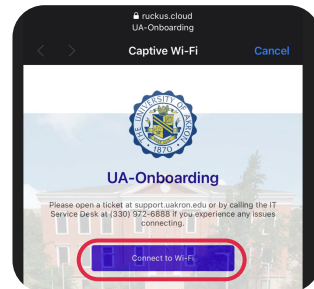 ruckus.cloud
UA-Onboarding
Captive Wi-Fi
Cancel
THE UNIVERSITY OF AKRON
1870
UA-Onboarding
Please open a ticket at support.uakron.edu or by calling the IT
Service Desk at (330) 972-6888 if you experience any issues
connecting.
Connect to Wi-Fi